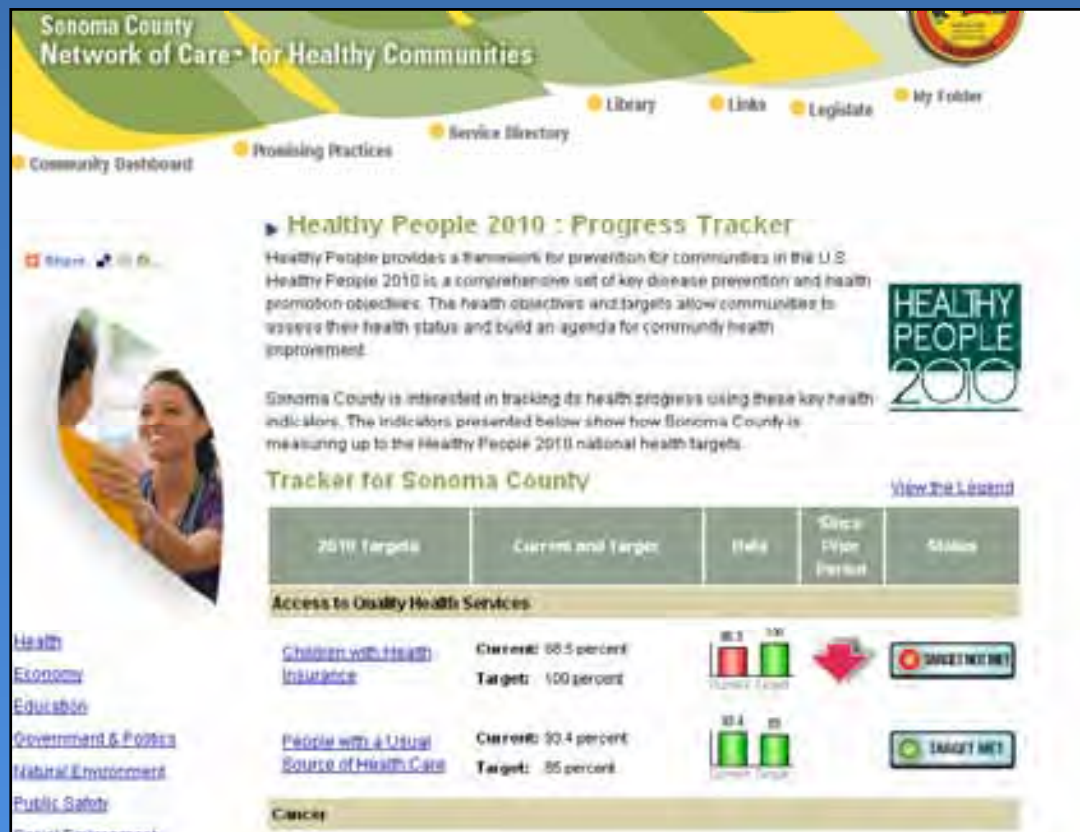 Sonoma County
Network of Care™ for Healthy Communities
Library
Links
Legislate
My Folder
Service Directory
Promising Practices
Community Dashboard
Share
Healthy People 2010 : Progress Tracker
Healthy People provides a framework for prevention for communities in the U.S.
Healthy People 2010 is a comprehensive set of key disease prevention and health
promotion objectives. The health objectives and targets allow communities to
assess their health status and build an agenda for community health
improvement.
HEALTHY
PEOPLE
2010
Sonoma County is interested in tracking its health progress using these key health
indicators. The indicators presented below show how Sonoma County is
measuring up to the Healthy People 2010 national health targets.
Tracker for Sonoma County
View the Legend
2010 Targets
Current and Target
Since
Prior
Period
Status
Access to Quality Health Services
Children with Health
Insurance
Current: percent
Target: 100 percent
100
Current Target
TARGET NOT MET
People with a Usual
Source of Health Care
Current: percent
Target: 85 percent
85
Current Target
TARGET MET
Cancer
Health
Economy
Education
Government & Politics
Natural Environment
Public Safety
Social Environment